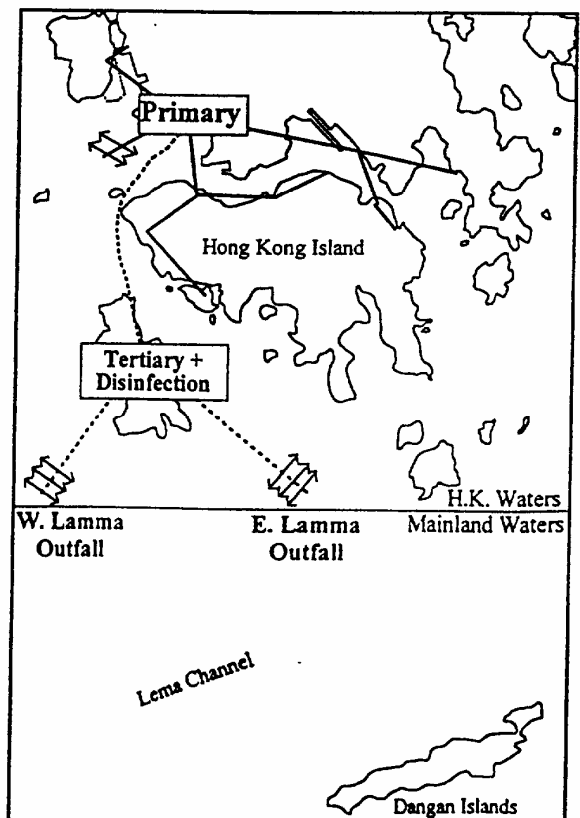 Primary
Hong Kong Island
Tertiary +
Disinfection
H.K. Waters
W. Lamma
Outfall
E. Lamma
Outfall
Mainland Waters
Lema Channel
Dangan Islands